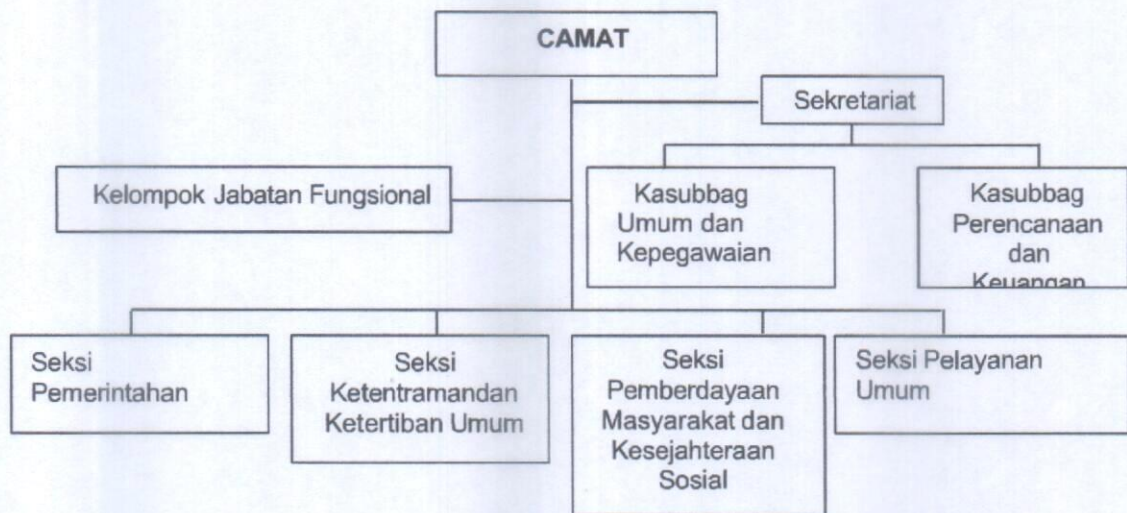 CAMAT
Sekretariat
Kelompok Jabatan Fungsional
Kasubbag
Umum dan
Kepegawaian
Kasubbag
Perencanaan
dan
Keuangan
Seksi
Pemerintahan
Seksi
Ketentramandan
Ketertiban Umum
Seksi
Pemberdayaan
Masyarakat dan
Kesejahteraan
Sosial
Seksi Pelayanan
Umum